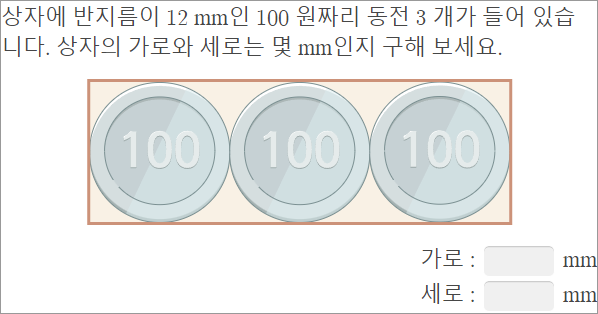 상자에 반지름이 12 mm인 100 원짜리 동전 3 개가 들어 있습
니다. 상자의 가로와 세로는 몇 mm인지 구해 보세요.
100 100 100
가로 : mm
세로 : mm